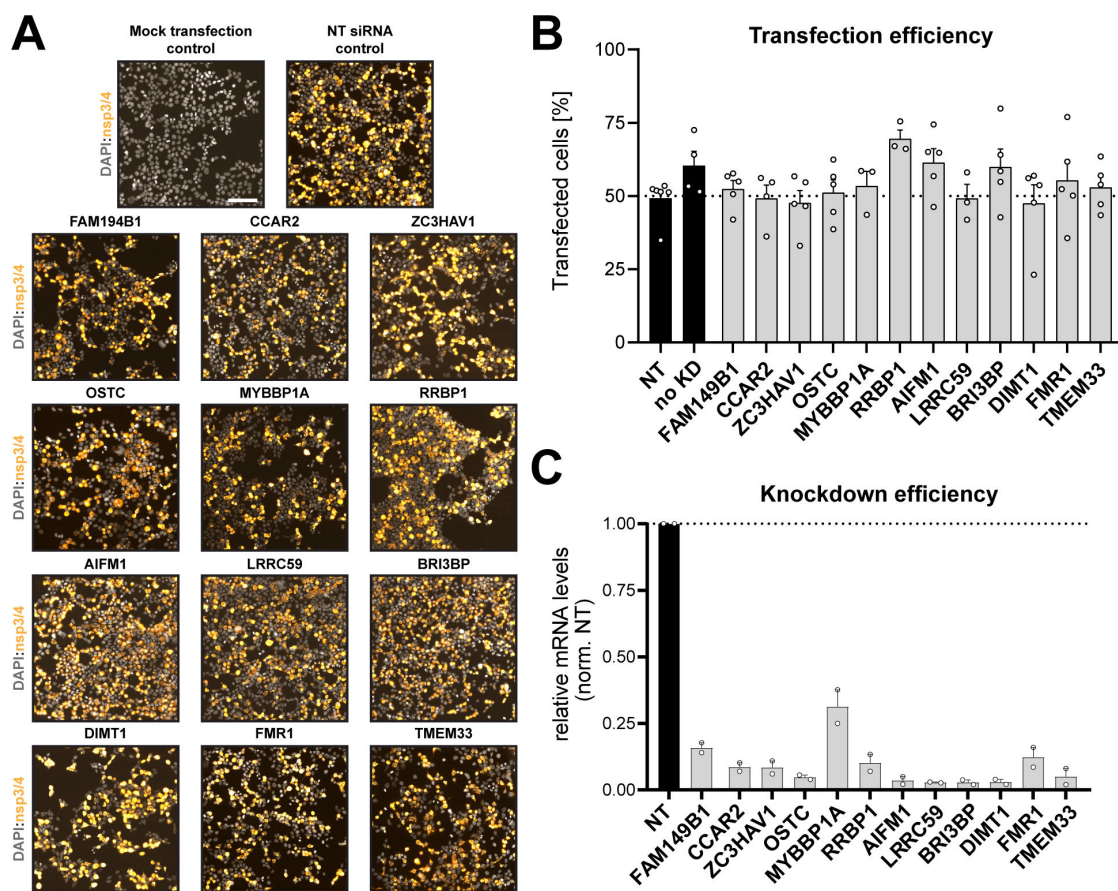 A
Mock transfection
control
NT siRNA
control
DAPI:nsp3/4
FAM194B1
CCAR2
ZC3HAV1
DAPI:nsp3/4
OSTC
MYBBP1A
RRBP1
DAPI:nsp3/4
AIFM1
LRRC59
BRI3BP
DAPI:nsp3/4
DIMT1
FMR1
TMEM33
DAPI:nsp3/4
B
Transfection efficiency
Transfected cells [%]
100
75
50
25
0
NT
no KD
FAM149B1
CCAR2
ZC3HAV1
OSTC
MYBBP1A
RRBP1
AIFM1
LRRC59
BRI3BP
DIMT1
FMR1
TMEM33
C
Knockdown efficiency
relative mRNA levels
(norm. NT)
1.00
0.75
0.50
0.25
0.00
NT
FAM149B1
CCAR2
ZC3HAV1
OSTC
MYBBP1A
RRBP1
AIFM1
LRRC59
BRI3BP
DIMT1
FMR1
TMEM33